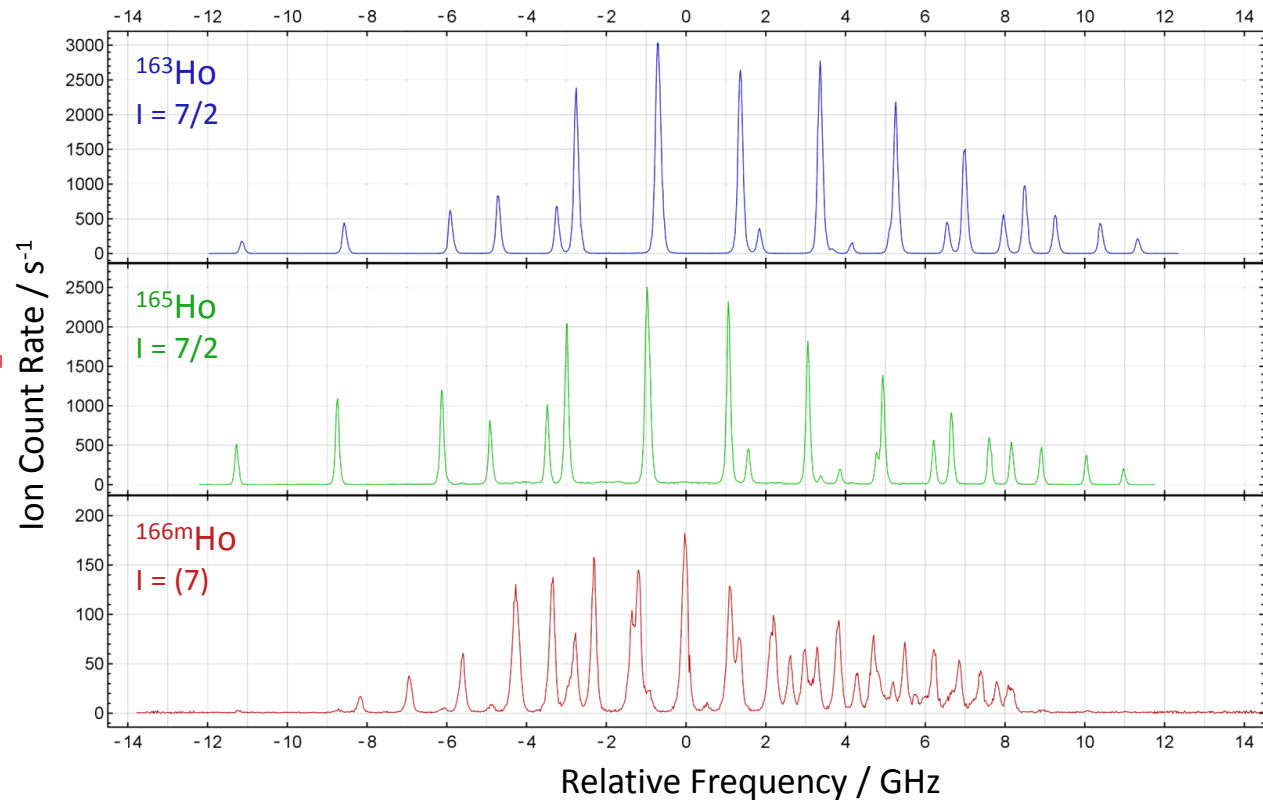 -14 -12 -10 -8 -6 -4 -2 0 2 4 6 8 10 12 14
3000
2500
2000
1500
1000
500
0
¹⁶³Ho
I = 7/2
2500
2000
1500
1000
500
0
¹⁶⁵Ho
I = 7/2
200
150
100
50
0
¹⁶⁶ᵐHo
I = (7)
Ion Count Rate / s⁻¹
-14 -12 -10 -8 -6 -4 -2 0 2 4 6 8 10 12 14
Relative Frequency / GHz